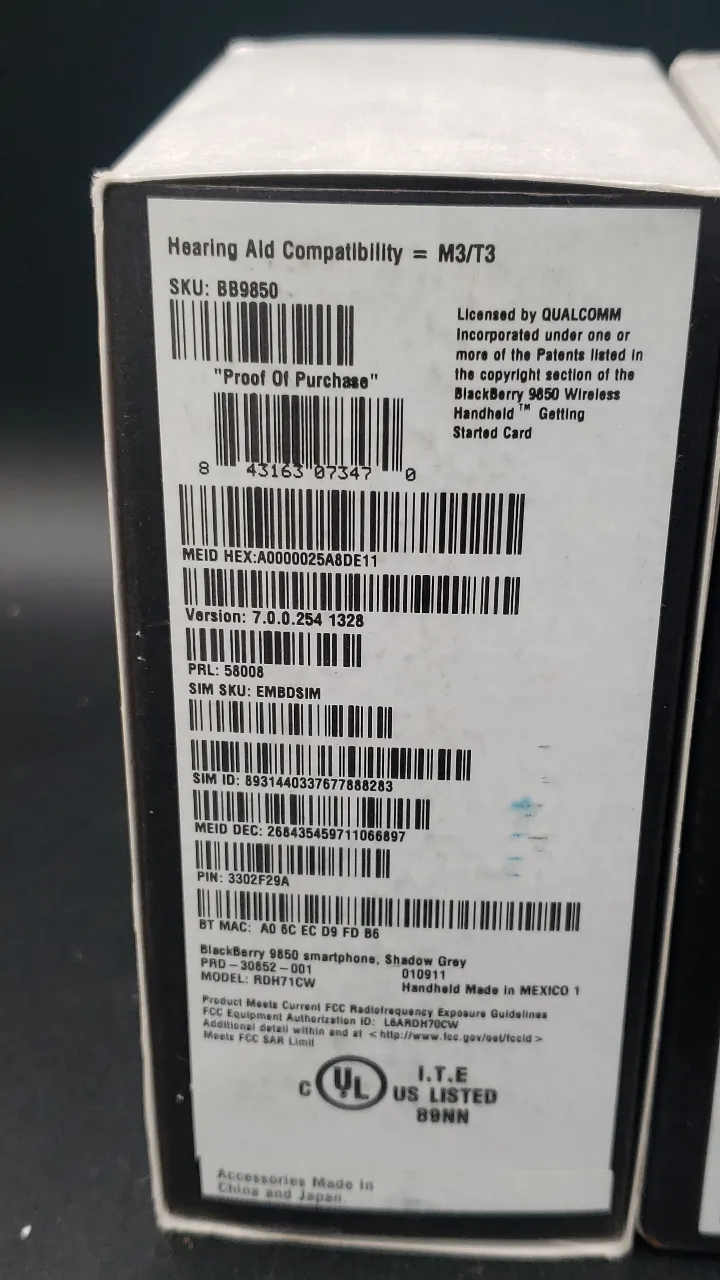 Hearing Aid Compatibility = M3/T3
SKU: BB9850
"Proof Of Purchase"
8 43163 07347 0
Licensed by QUALCOMM
Incorporated under one or
more of the Patents listed in
the copyright section of the
BlackBerry 9850 Wireless
Handheld™ Getting
Started Card
MEID HEX:A0000025A8DE11
Version: 7.0.0.254 1328
PRL: 58008
SIM SKU: EMBDSIM
SIM ID: 8931440337677888283
MEID DEC: 268435459711066897
PIN: 3302F29A
BT MAC: A0 6C EC D9 FD B6
BlackBerry 9850 smartphone, Shadow Grey
PRD-30852-001 010911
MODEL: RDH71CW Handheld Made in MEXICO 1
Product Meets Current FCC Radiofrequency Exposure Guidelines
FCC Equipment Authorization ID: L6ARDH70CW
Additional detail within and at <http://www.fcc.gov/oet/fccid>
Meets FCC SAR Limit
C UL US LISTED
I.T.E
89NN
Accessories Made in
China and Japan.